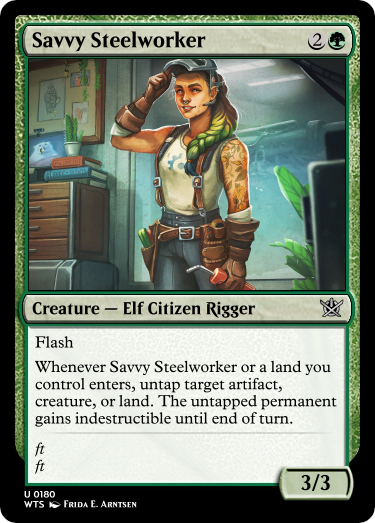 Savvy Steelworker 2
Creature — Elf Citizen Rigger
Flash
Whenever Savvy Steelworker or a land you
control enters, untap target artifact,
creature, or land. The untapped permanent
gains indestructible until end of turn.
ft
ft
3/3
U 0180
WTS Frida E. Arntsen